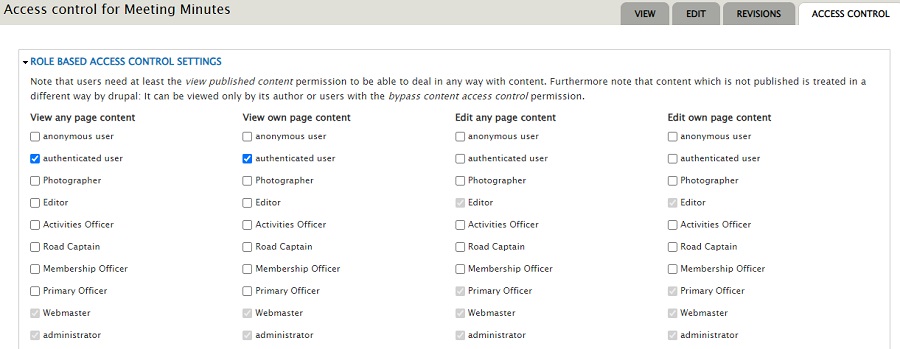 Access control for Meeting Minutes
VIEW EDIT REVISIONS ACCESS CONTROL
ROLE BASED ACCESS CONTROL SETTINGS
Note that users need at least the view published content permission to be able to deal in any way with content. Furthermore note that content which is not published is treated in a
different way by drupal: It can be viewed only by its author or users with the bypass content access control permission.
View any page content View own page content Edit any page content Edit own page content
anonymous user anonymous user anonymous user anonymous user
authenticated user authenticated user authenticated user authenticated user
Photographer Photographer Photographer Photographer
Editor Editor Editor Editor
Activities Officer Activities Officer Activities Officer Activities Officer
Road Captain Road Captain Road Captain Road Captain
Membership Officer Membership Officer Membership Officer Membership Officer
Primary Officer Primary Officer Primary Officer Primary Officer
Webmaster Webmaster Webmaster Webmaster
administrator administrator administrator administrator